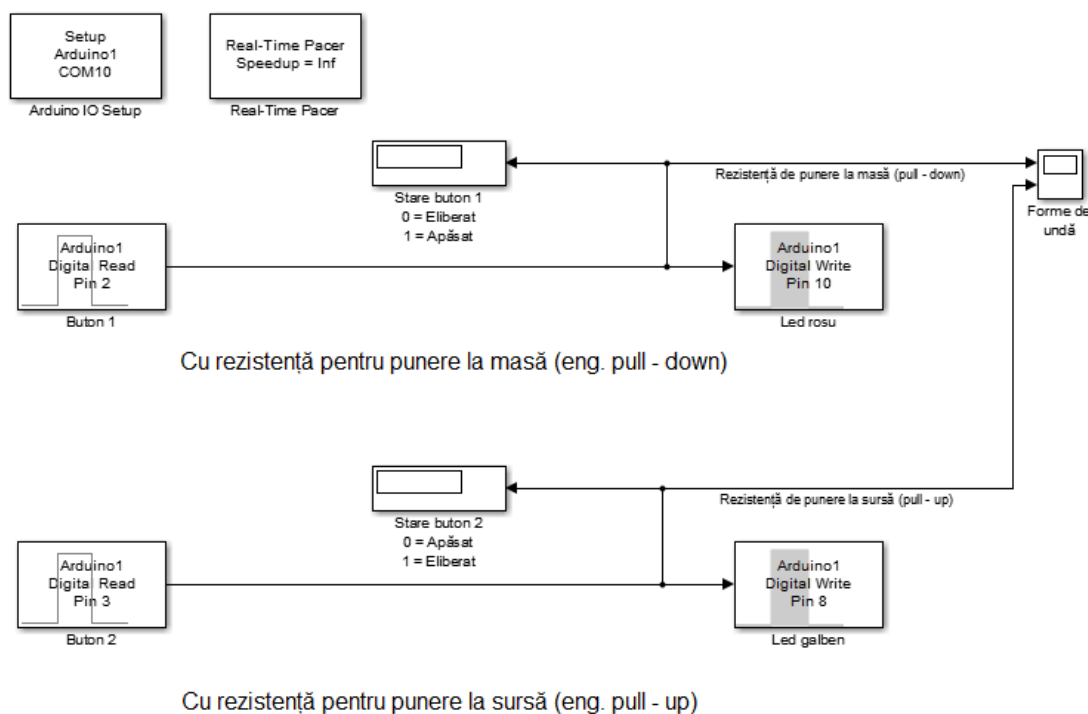 Setup
Arduino1
COM10
Arduino IO Setup
Real-Time Pacer
Speedup = Inf
Real-Time Pacer
Stare buton 1
0 = Eliberat
1 = Apăsat
Rezistență de punere la masă (pull - down)
Forme de
undă
Arduino1
Digital Read
Pin 2
Buton 1
Arduino1
Digital Write
Pin 10
Led rosu
Cu rezistență pentru punere la masă (eng. pull - down)
Stare buton 2
0 = Apăsat
1 = Eliberat
Rezistență de punere la sursă (pull - up)
Arduino1
Digital Read
Pin 3
Buton 2
Arduino1
Digital Write
Pin 8
Led galben
Cu rezistență pentru punere la sursă (eng. pull - up)